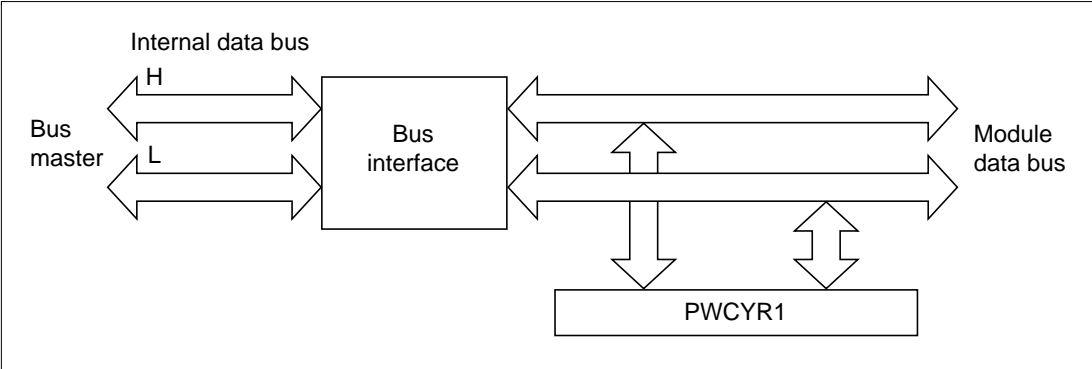 Internal data bus
H
Bus
master
L
Bus
interface
Module
data bus
PWCYR1